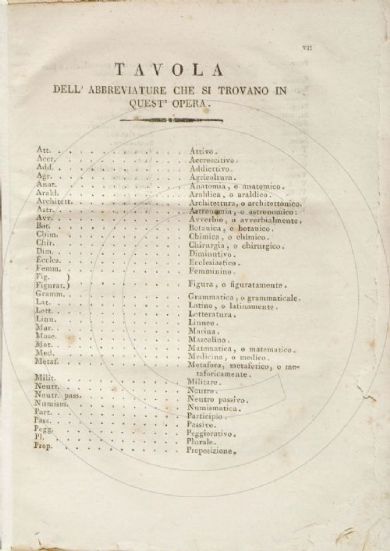 VII
TAVOLA
DELL' ABBREVIATURE CHE SI TROVANO IN
QUEST' OPERA.
Att. . . . . . . . . . . . Attivo.
Accr. . . . . . . . . . . . Accrescitivo.
Add. . . . . . . . . . . . Addiettivo.
Agr. . . . . . . . . . . . Agricoltura.
Anat. . . . . . . . . . . . Anatomia, o anatomico.
Arald. . . . . . . . . . . . Araldica, o araldico.
Architett. . . . . . . . . . . . Architettura, o architettonico.
Astr. . . . . . . . . . . . Astronomia, o astronomico:
Avv. . . . . . . . . . . . Avverbio, o avverbialmente.
Bot. . . . . . . . . . . . Botanica, o botanico.
Chim. . . . . . . . . . . . Chimica, o chimico.
Chir. . . . . . . . . . . . Chirurgia, o chirurgico.
Dim. . . . . . . . . . . . Diminutivo.
Eccles. . . . . . . . . . . . Ecclesiastico.
Femm. . . . . . . . . . . . Femminino.
Fig. )
Figurat.) . . . . . . . . . . . Figura, o figuratamente.
Gramm. . . . . . . . . . . . Grammatica, o grammaticale.
Lat. . . . . . . . . . . . Latino, o latinamente.
Lett. . . . . . . . . . . . Letteratura.
Linn. . . . . . . . . . . . Linneo.
Mar. . . . . . . . . . . . Marina.
Masc. . . . . . . . . . . . Mascolino.
Mat. . . . . . . . . . . . Matematica, o matematico.
Med. . . . . . . . . . . . Medicina, o medico.
Metaf. . . . . . . . . . . . Metafora, metaforico, o me-
taforicamente.
Milit. . . . . . . . . . . . Militare.
Neutr. . . . . . . . . . . . Neutro.
Neutr. pass. . . . . . . . . . . . Neutro passivo.
Numism. . . . . . . . . . . . Numismatica.
Part. . . . . . . . . . . . Participio.
Pass. . . . . . . . . . . . Passivo.
Pegg. . . . . . . . . . . . Peggiorativo.
Pl. . . . . . . . . . . . Plurale.
Prep. . . . . . . . . . . . Preposizione.